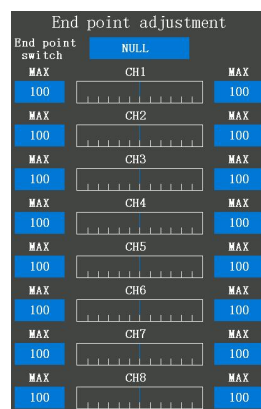 End point adjustment
End point switch NULL
MAX CH1 MAX
100 100
MAX CH2 MAX
100 100
MAX CH3 MAX
100 100
MAX CH4 MAX
100 100
MAX CH5 MAX
100 100
MAX CH6 MAX
100 100
MAX CH7 MAX
100 100
MAX CH8 MAX
100 100